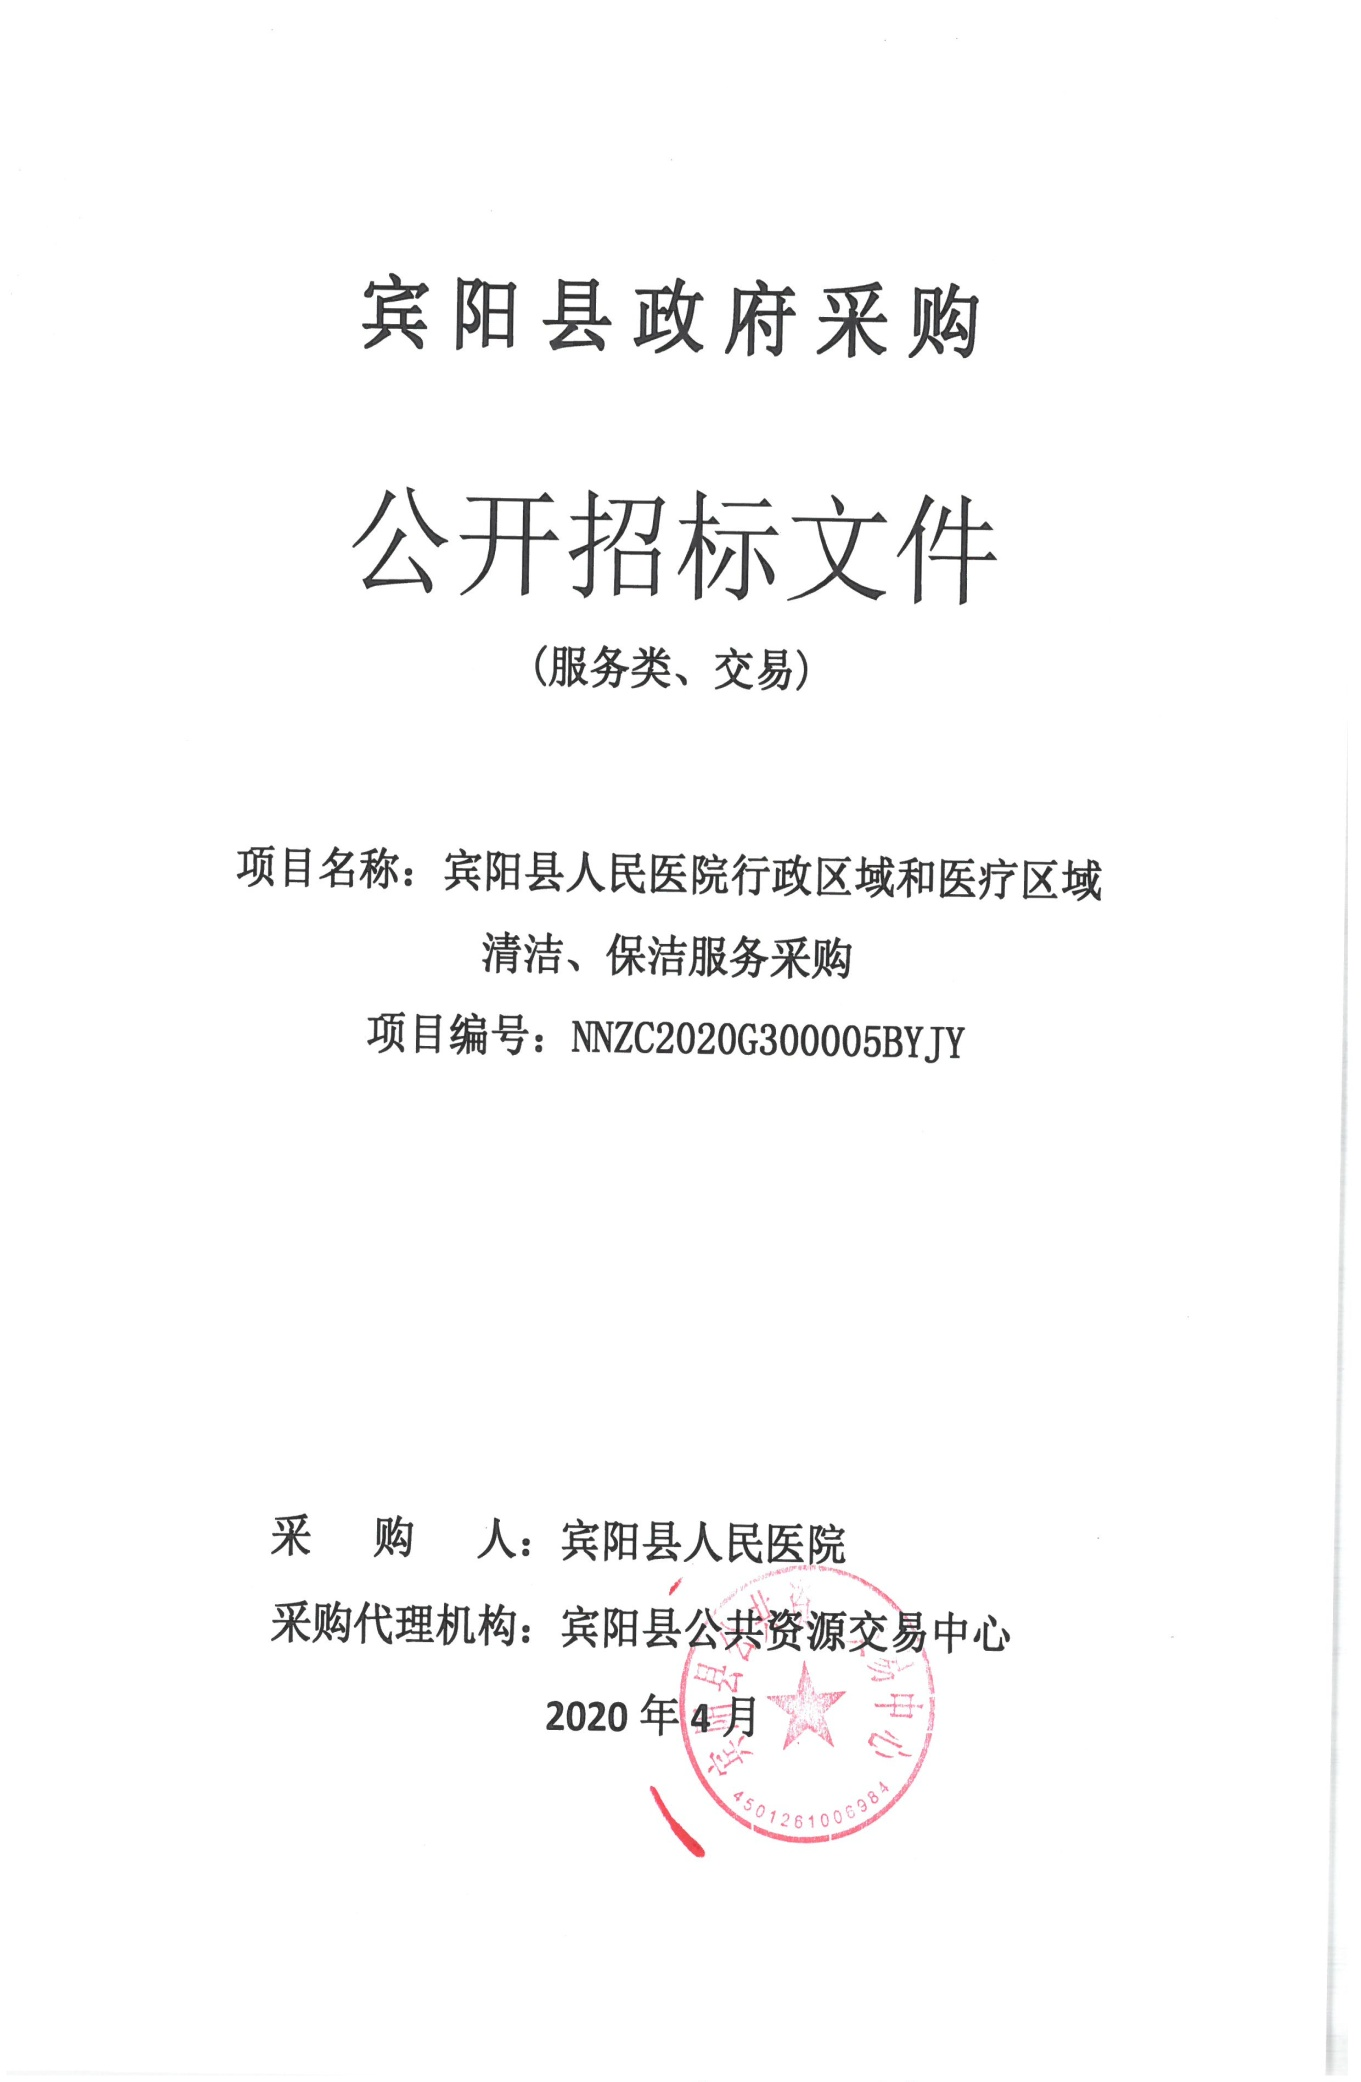 宾阳县政府采购
公开招标文件
(服务类、交易)
项目名称：宾阳县人民医院行政区域和医疗区域
清洁、保洁服务采购
项目编号：NNZC2020G300005BYJY
采购人：宾阳县人民医院
采购代理机构：宾阳县公共资源交易中心
2020年4月
4501261006984